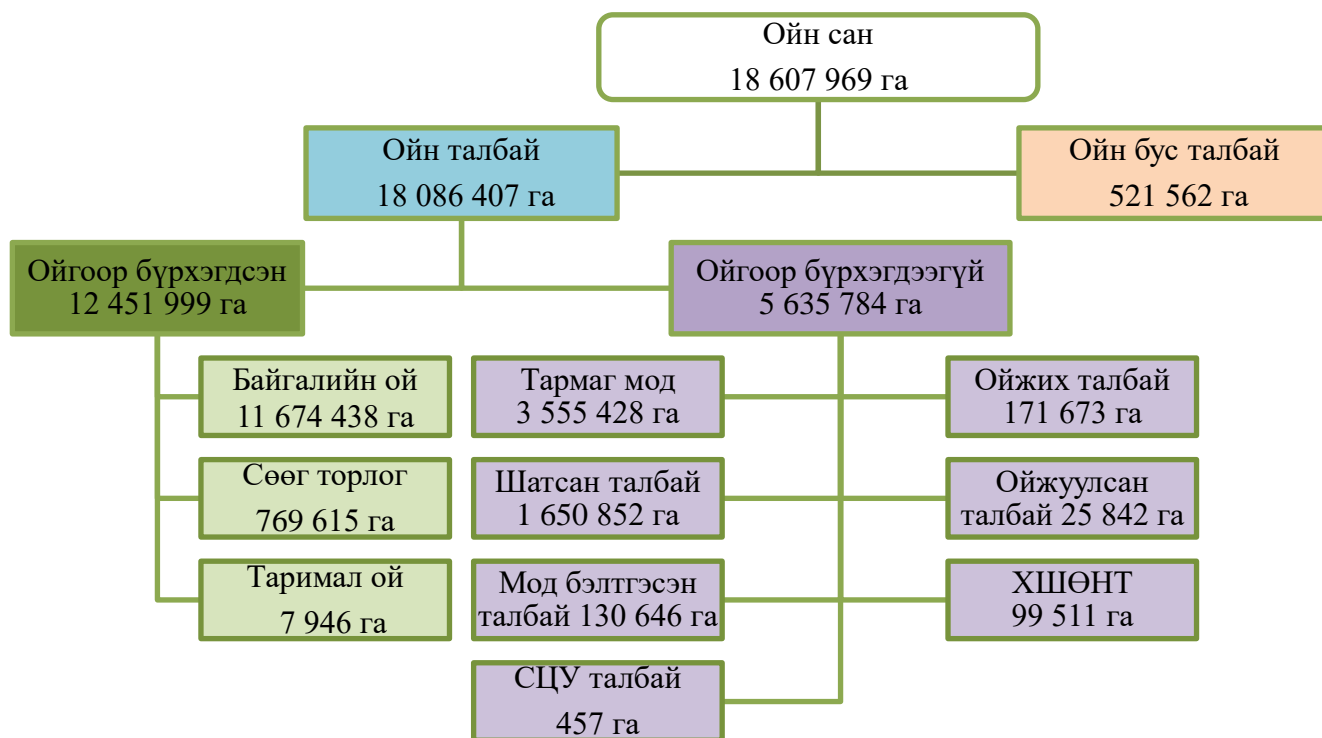 Ойн сан
18 607 969 га
Ойн талбай
18 086 407 га
Ойн бус талбай
521 562 га
Ойгоор бүрхэгдсэн
12 451 999 га
Ойгоор бүрхэгдээгүй
5 635 784 га
Байгалийн ой
11 674 438 га
Тармаг мод
3 555 428 га
Ойжих талбай
171 673 га
Сөөг торлог
769 615 га
Шатсан талбай
1 650 852 га
Ойжуулсан
талбай 25 842 га
Таримал ой
7 946 га
Мод бэлтгэсэн
талбай 130 646 га
ХШӨНТ
99 511 га
СЦУ талбай
457 га